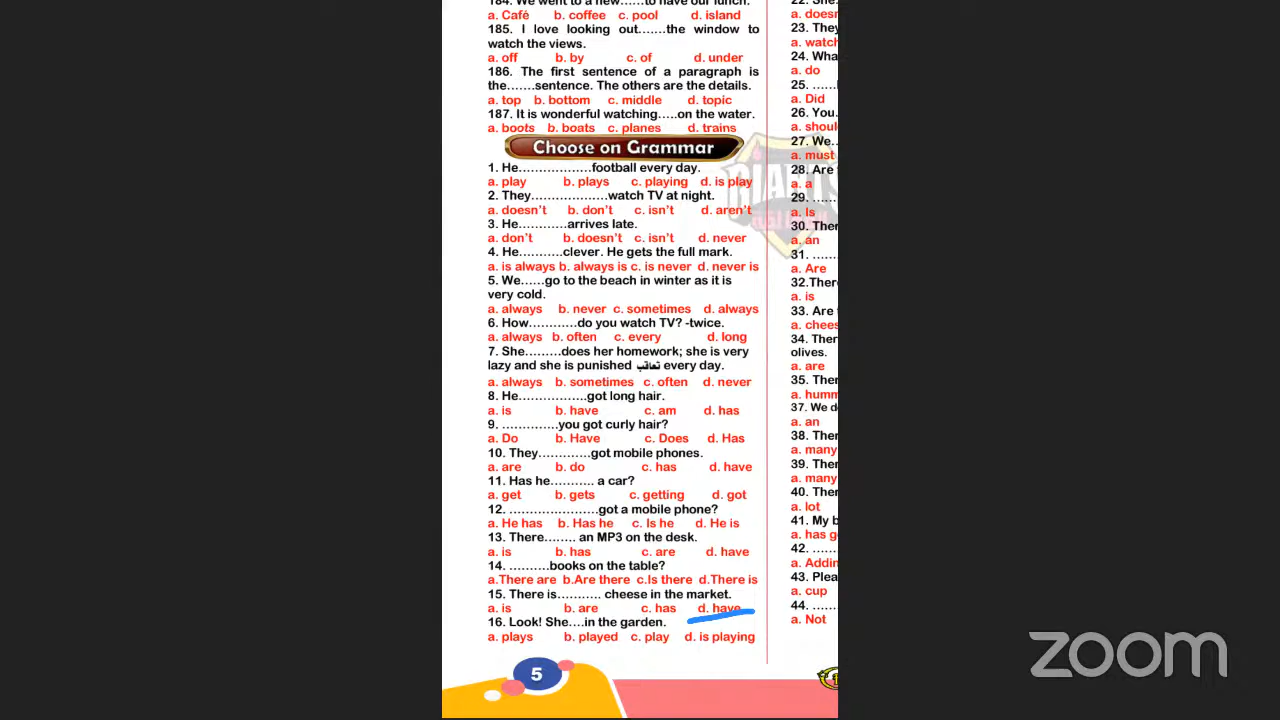 184. We went to a new……to have our lunch.
a. Café b. coffee c. pool d. island
185. I love looking out…….the window to
watch the views.
a. off b. by c. of d. under
186. The first sentence of a paragraph is
the…….sentence. The others are the details.
a. top b. bottom c. middle d. topic
187. It is wonderful watching…..on the water.
a. boots b. boats c. planes d. trains
Choose on Grammar
1. He………………football every day.
a. play b. plays c. playing d. is play
2. They……………….watch TV at night.
a. doesn't b. don't c. isn't d. aren't
3. He………..arrives late.
a. don't b. doesn't c. isn't d. never
4. He……….clever. He gets the full mark.
a. is always b. always is c. is never d. never is
5. We……go to the beach in winter as it is
very cold.
a. always b. never c. sometimes d. always
6. How…………do you watch TV? -twice.
a. always b. often c. every d. long
7. She………does her homework; she is very
lazy and she is punished تعاقب every day.
a. always b. sometimes c. often d. never
8. He…………….got long hair.
a. is b. have c. am d. has
9. …………..you got curly hair?
a. Do b. Have c. Does d. Has
10. They………….got mobile phones.
a. are b. do c. has d. have
11. Has he……….. a car?
a. get b. gets c. getting d. got
12. ………………….got a mobile phone?
a. He has b. Has he c. Is he d. He is
13. There…….. an MP3 on the desk.
a. is b. has c. are d. have
14. ……….books on the table?
a.There are b.Are there c.Is there d.There is
15. There is……….. cheese in the market.
a. is b. are c. has d. have
16. Look! She….in the garden.
a. plays b. played c. play d. is playing
5
GIANTS
22. She
a. doesn
23. They
a. watch
24. Wha
a. do
25. ……
a. Did
26. You.
a. shoul
27. We..
a. must
28. Are
a. a
29. ……
a. Is
30. Ther
a. an
31. ……
a. Are
32.There
a. is
33. Are
a. chees
34. Ther
olives.
a. are
35. Ther
a. humm
37. We d
a. an
38. Ther
a. many
39. Ther
a. many
40. Ther
a. lot
41. My b
a. has g
42. ……
a. Addin
43. Plea
a. cup
44. ……
a. Not
zoom